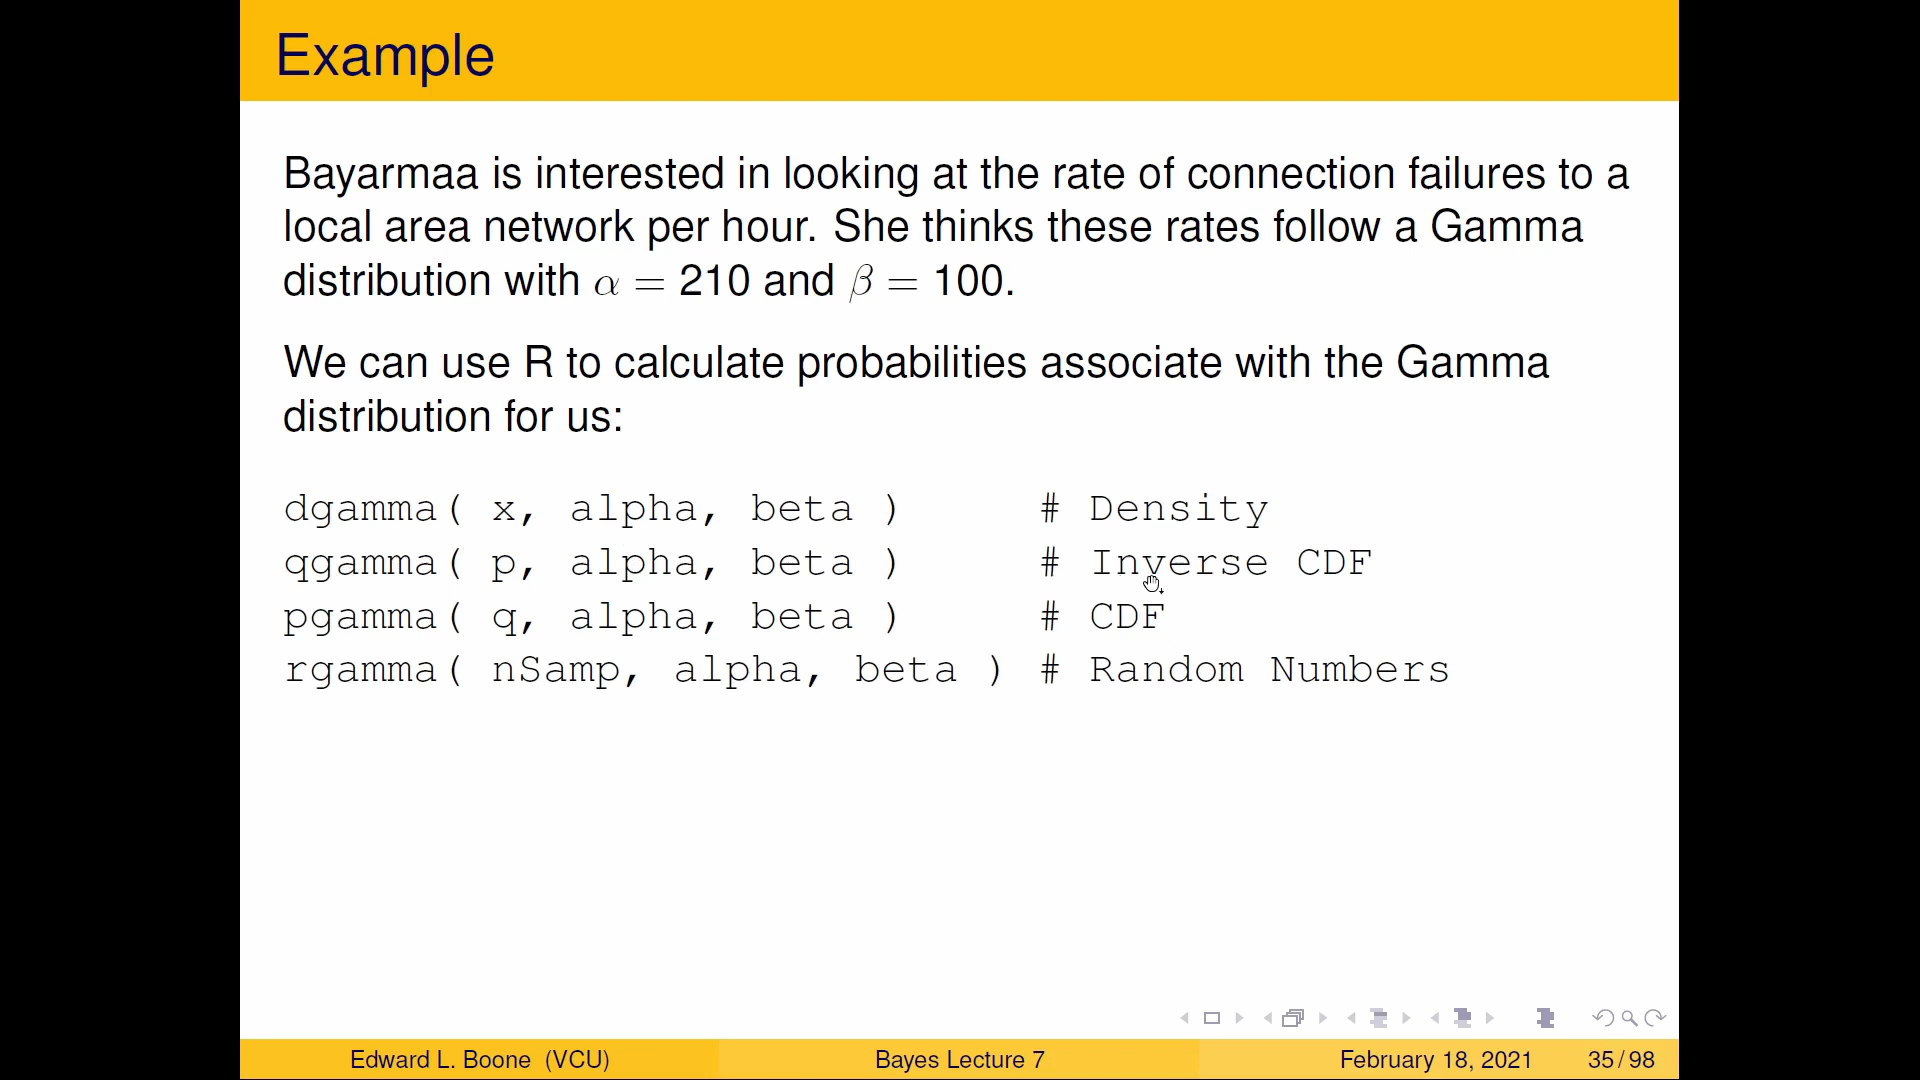 Example
Bayarmaa is interested in looking at the rate of connection failures to a
local area network per hour. She thinks these rates follow a Gamma
distribution with α = 210 and β = 100.
We can use R to calculate probabilities associate with the Gamma
distribution for us:
dgamma( x, alpha, beta ) # Density
qgamma( p, alpha, beta ) # Inverse CDF
pgamma( q, alpha, beta ) # CDF
rgamma( nSamp, alpha, beta ) # Random Numbers
Edward L. Boone (VCU) Bayes Lecture 7 February 18, 2021 35/98